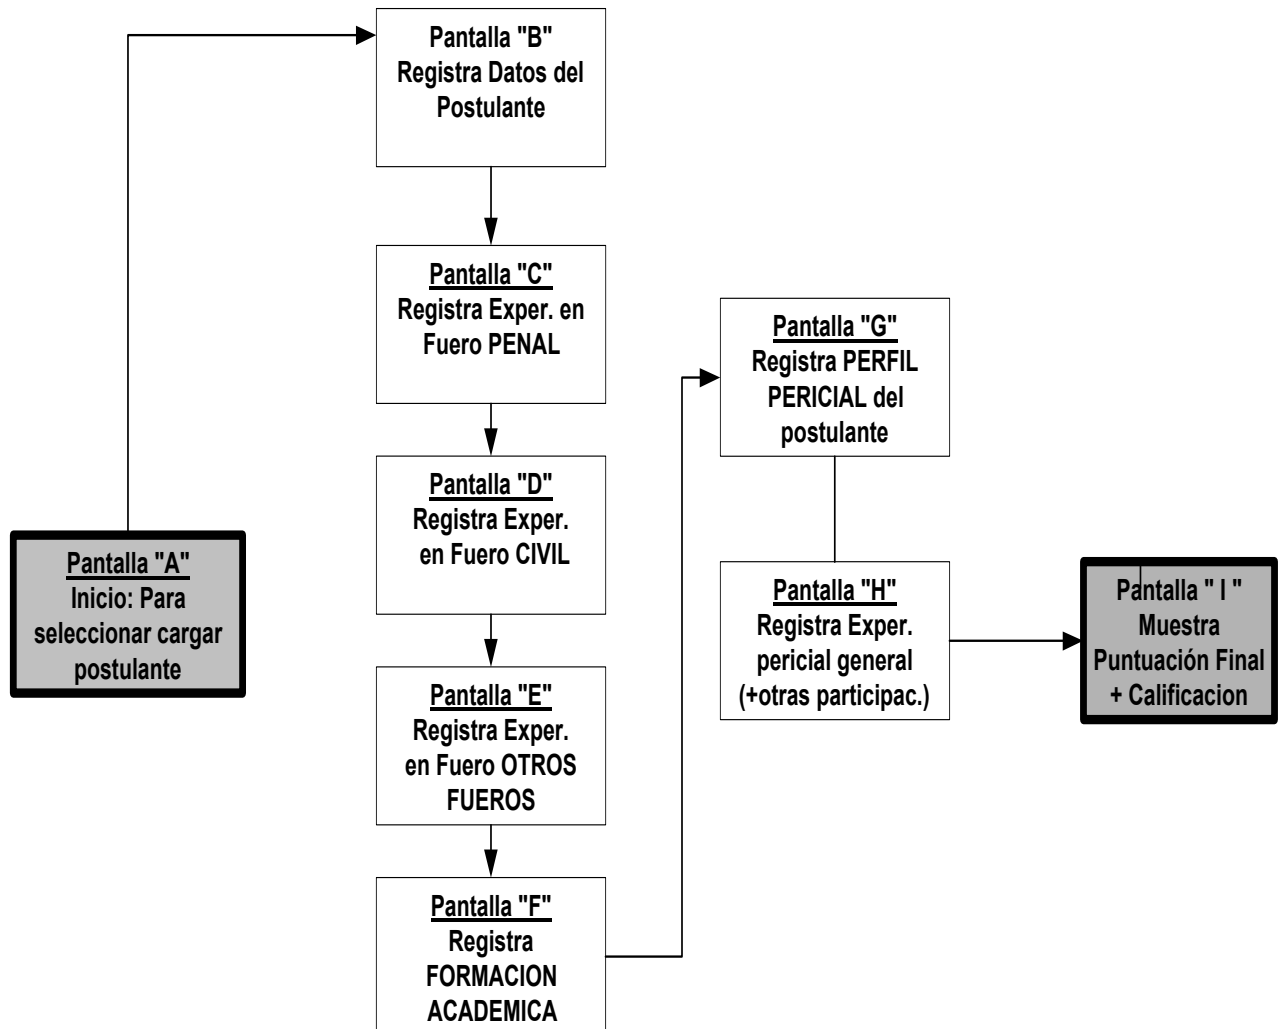 Pantalla "B"
Registra Datos del
Postulante
Pantalla "C"
Registra Exper. en
Fuero PENAL
Pantalla "D"
Registra Exper.
en Fuero CIVIL
Pantalla "A"
Inicio: Para
seleccionar cargar
postulante
Pantalla "E"
Registra Exper.
en Fuero OTROS
FUEROS
Pantalla "F"
Registra
FORMACION
ACADEMICA
Pantalla "G"
Registra PERFIL
PERICIAL del
postulante
Pantalla "H"
Registra Exper.
pericial general
(+otras participac.)
Pantalla " I "
Muestra
Puntuación Final
+ Calificacion